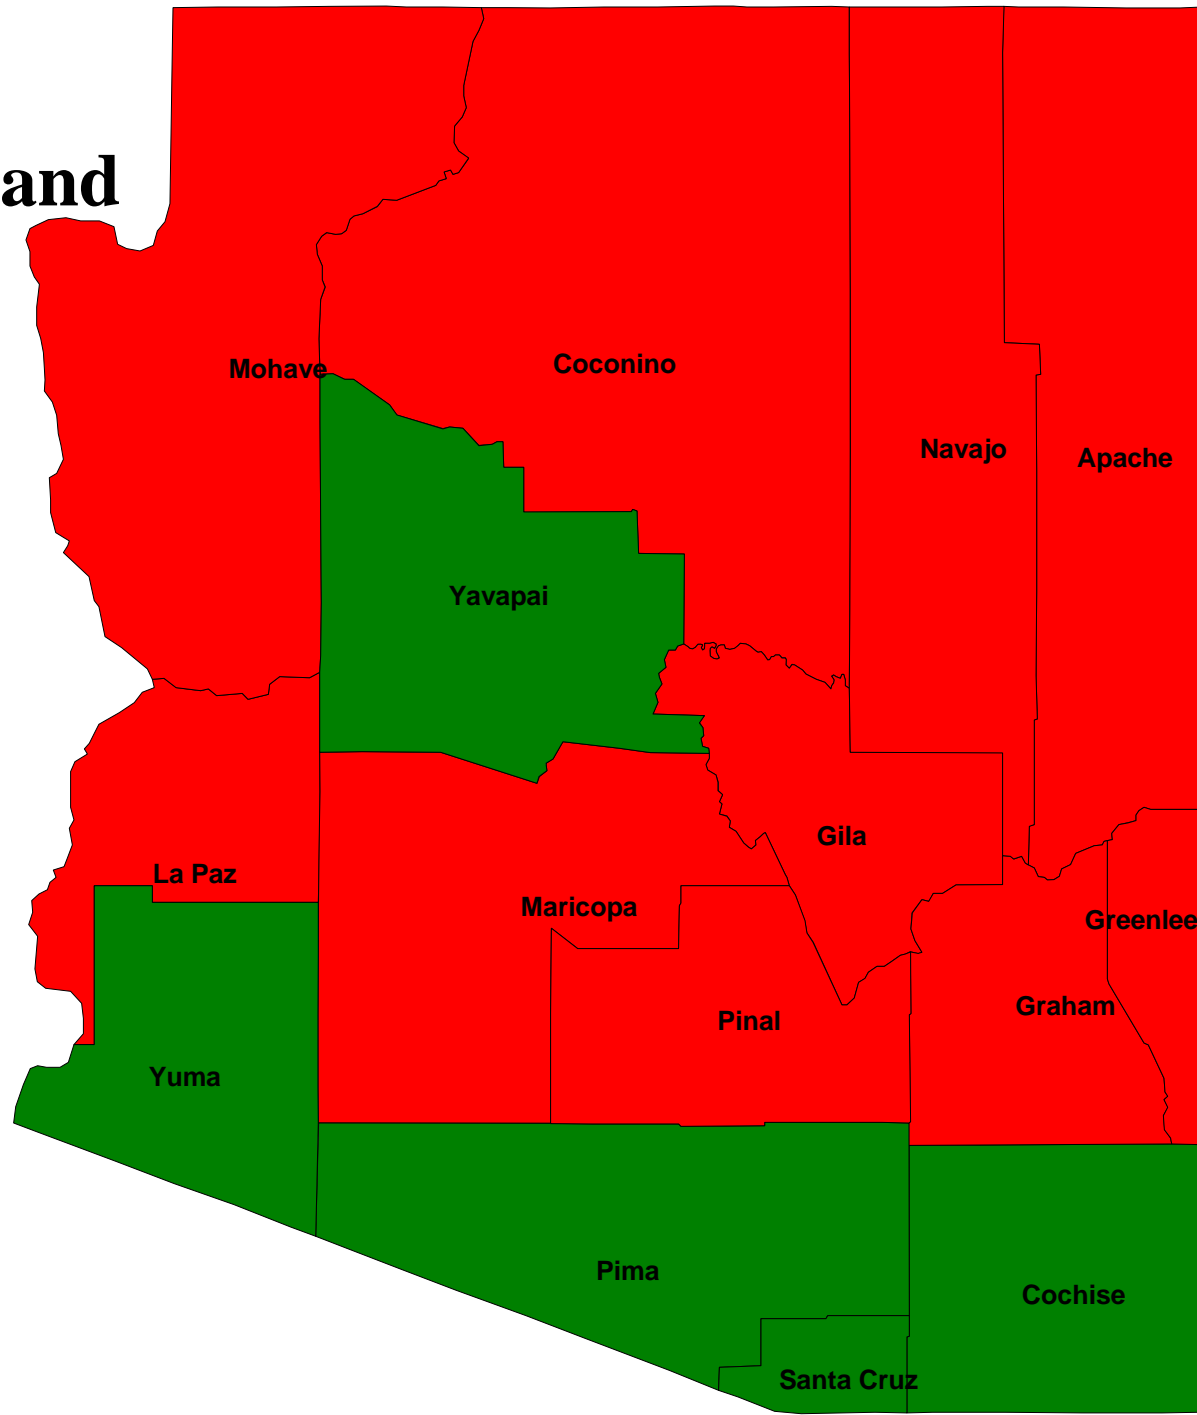 and
Mohave
Coconino
Navajo
Apache
Yavapai
Gila
La Paz
Maricopa
Greenlee
Graham
Pinal
Yuma
Pima
Cochise
Santa Cruz